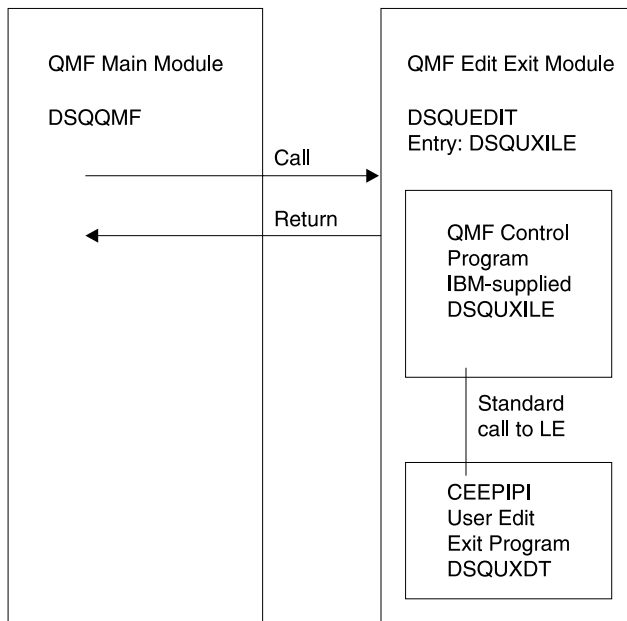 QMF Main Module
DSQQMF
Call
Return
QMF Edit Exit Module
DSQUEDIT
Entry: DSQUXILE
QMF Control
Program
IBM-supplied
DSQUXILE
Standard
call to LE
CEEPIPI
User Edit
Exit Program
DSQUXDT